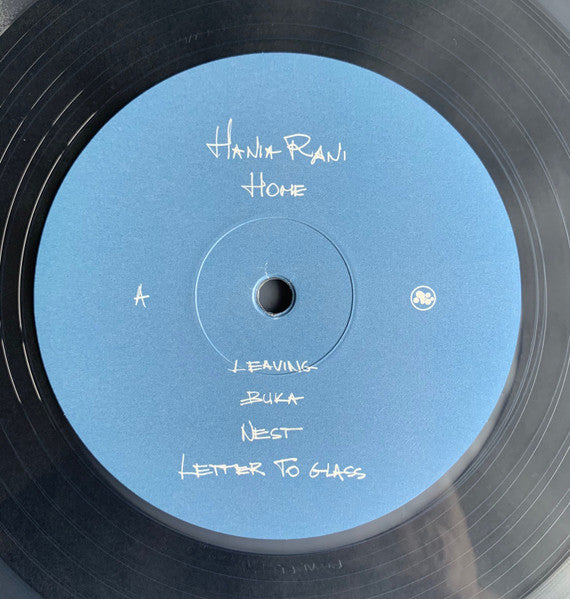 Hania Rani
Home
A
Leaving
Buka
Nest
Letter to Glass